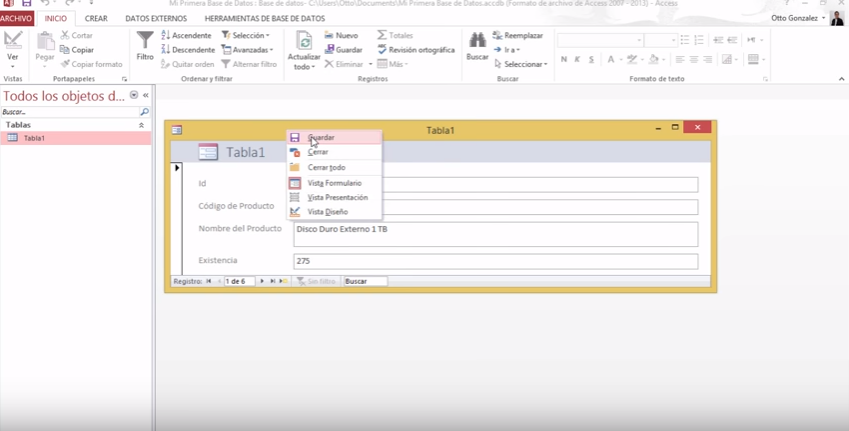 Mi Primera Base de Datos : Base de datos- C:\Users\Otto\Documents\Mi Primera Base de Datos.accdb (Formato de archivo de Access 2007 - 2013) - Access
ARCHIVO INICIO CREAR DATOS EXTERNOS HERRAMIENTAS DE BASE DE DATOS Otto Gonzalez
Ver
Vistas
Pegar
Cortar
Copiar
Copiar formato
Portapapeles
Filtro
Ascendente
Descendente
Quitar orden
Selección
Avanzadas
Alternar filtro
Ordenar y filtrar
Actualizar
todo
Nuevo
Guardar
Eliminar
Totales
Revisión ortográfica
Más
Registros
Buscar
Reemplazar
Ir a
Seleccionar
Buscar
N K S A
Formato de texto
Todos los objetos d... «
Buscar...
Tablas
Tabla1
Tabla1
Tabla1
Guardar
Cerrar
Cerrar todo
Vista Formulario
Vista Presentación
Vista Diseño
Id
Código de Producto
Nombre del Producto Disco Duro Externo 1 TB
Existencia 275
Registro: 1 de 6 Sin filtro Buscar